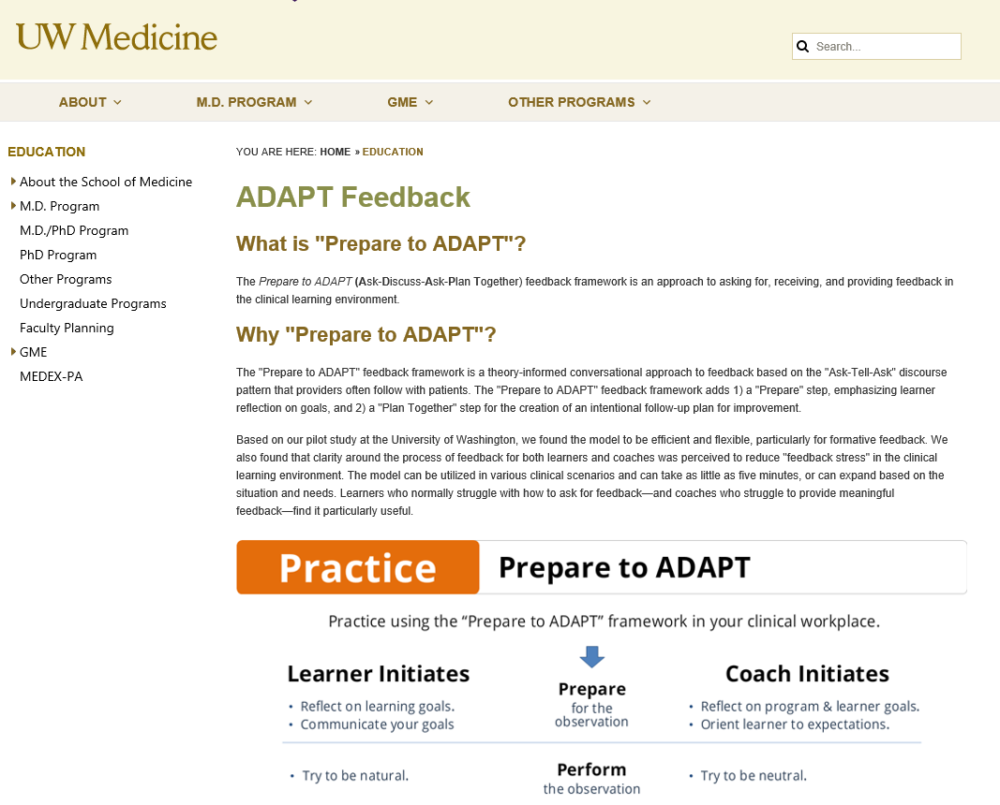 UW Medicine
Search...
ABOUT
M.D. PROGRAM
GME
OTHER PROGRAMS
EDUCATION
About the School of Medicine
M.D. Program
M.D./PhD Program
PhD Program
Other Programs
Undergraduate Programs
Faculty Planning
GME
MEDEX-PA
YOU ARE HERE: HOME » EDUCATION
ADAPT Feedback
What is "Prepare to ADAPT"?
The Prepare to ADAPT (Ask-Discuss-Ask-Plan Together) feedback framework is an approach to asking for, receiving, and providing feedback in
the clinical learning environment.
Why "Prepare to ADAPT"?
The "Prepare to ADAPT" feedback framework is a theory-informed conversational approach to feedback based on the "Ask-Tell-Ask" discourse
pattern that providers often follow with patients. The "Prepare to ADAPT" feedback framework adds 1) a "Prepare" step, emphasizing learner
reflection on goals, and 2) a "Plan Together" step for the creation of an intentional follow-up plan for improvement.
Based on our pilot study at the University of Washington, we found the model to be efficient and flexible, particularly for formative feedback. We
also found that clarity around the process of feedback for both learners and coaches was perceived to reduce "feedback stress" in the clinical
learning environment. The model can be utilized in various clinical scenarios and can take as little as five minutes, or can expand based on the
situation and needs. Learners who normally struggle with how to ask for feedback—and coaches who struggle to provide meaningful
feedback—find it particularly useful.
Practice
Prepare to ADAPT
Practice using the “Prepare to ADAPT” framework in your clinical workplace.
Learner Initiates
• Reflect on learning goals.
• Communicate your goals
Prepare
for the
observation
Coach Initiates
• Reflect on program & learner goals.
• Orient learner to expectations.
• Try to be natural.
Perform
the observation
• Try to be neutral.